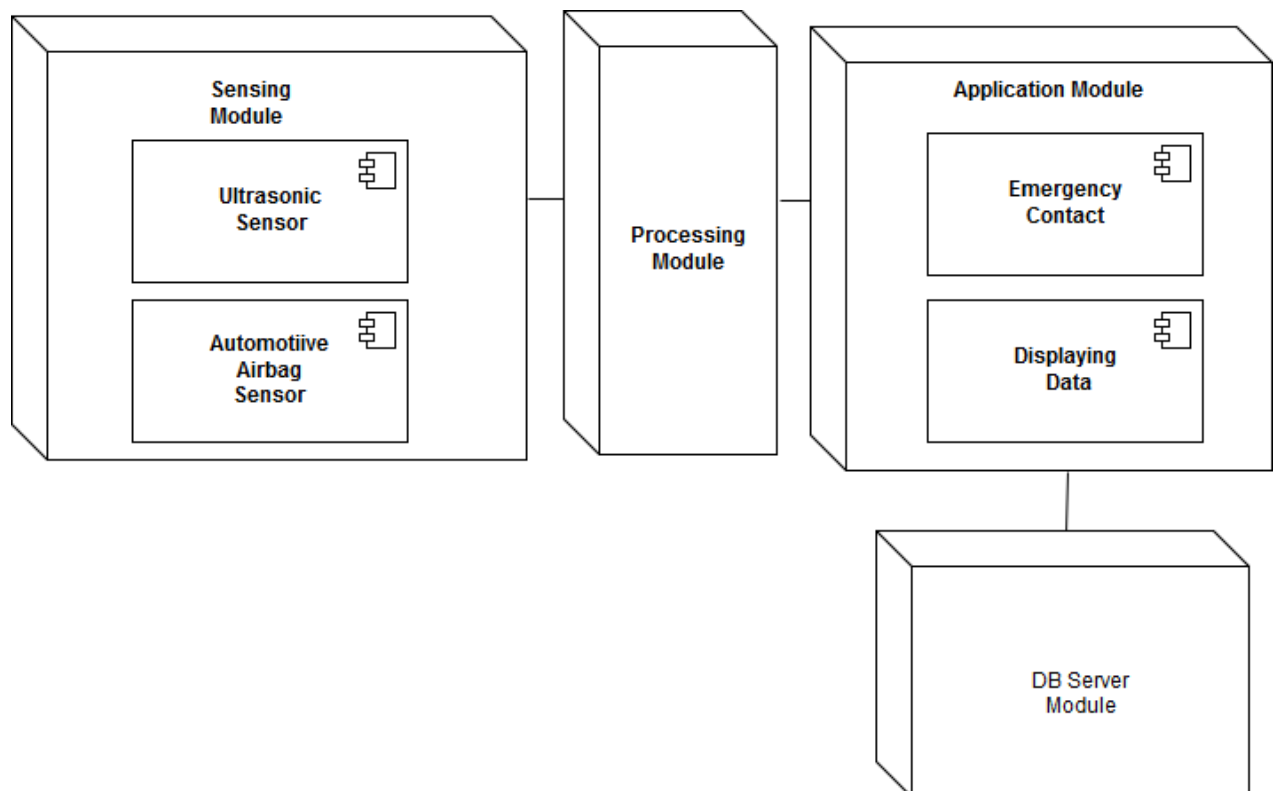 Sensing
Module
Ultrasonic
Sensor
Automotiive
Airbag
Sensor
Processing
Module
Application Module
Emergency
Contact
Displaying
Data
DB Server
Module